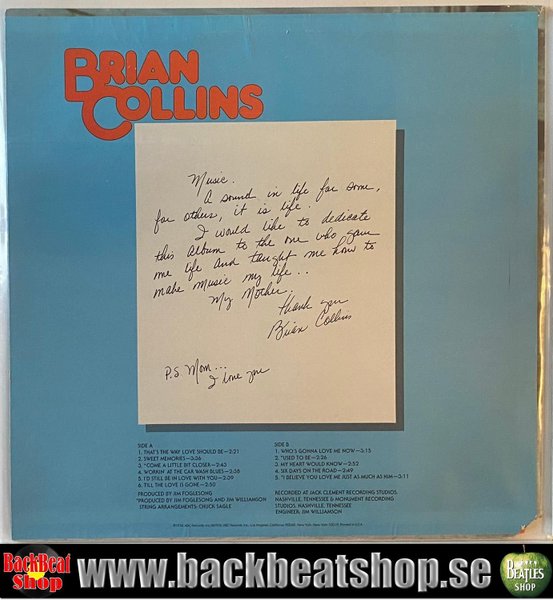 BRIAN
COLLINS
Music.
A sound in life for some,
for others, it is life..
I would like to dedicate
this album to the one who gave
me life and taught me how to
make music my life..
My Mother.
Thank you
Brian Collins
P.S. Mom...
I love you
SIDE A
1. THAT'S THE WAY LOVE SHOULD BE—2:21
2. SWEET MEMORIES—3:36
3. *COME A LITTLE BIT CLOSER—2:43
4. WORKIN' AT THE CAR WASH BLUES—2:38
5. I'D STILL BE IN LOVE WITH YOU—2:09
6. TILL THE LOVE IS GONE—2:50
PRODUCED BY JIM FOGLESONG
*PRODUCED BY JIM FOGLESONG AND JIM WILLIAMSON
STRING ARRANGEMENTS: CHUCK SAGLE
SIDE B
1. WHO'S GONNA LOVE ME NOW—3:15
2. *USED TO BE—2:26
3. MY HEART WOULD KNOW—2:52
4. SIX DAYS ON THE ROAD—2:49
5. *I BELIEVE YOU LOVE ME JUST AS MUCH AS HIM—3:11
RECORDED AT JACK CLEMENT RECORDING STUDIOS,
NASHVILLE, TENNESSEE & MONUMENT RECORDING
STUDIOS, NASHVILLE, TENNESSEE
ENGINEER: JIM WILLIAMSON
BackBeat
Shop
www.backbeatshop.se
BEATLES
SHOP